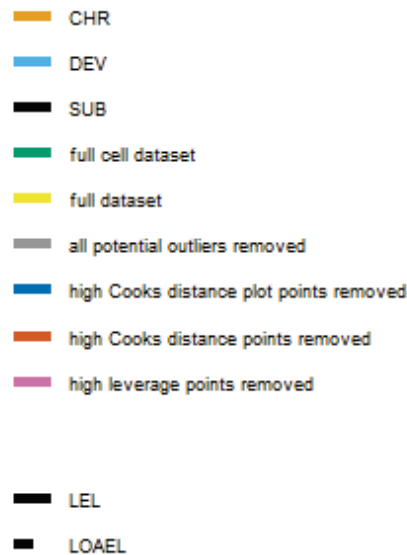 CHR
DEV
SUB
full cell dataset
full dataset
all potential outliers removed
high Cooks distance plot points removed
high Cooks distance points removed
high leverage points removed
LEL
LOAEL